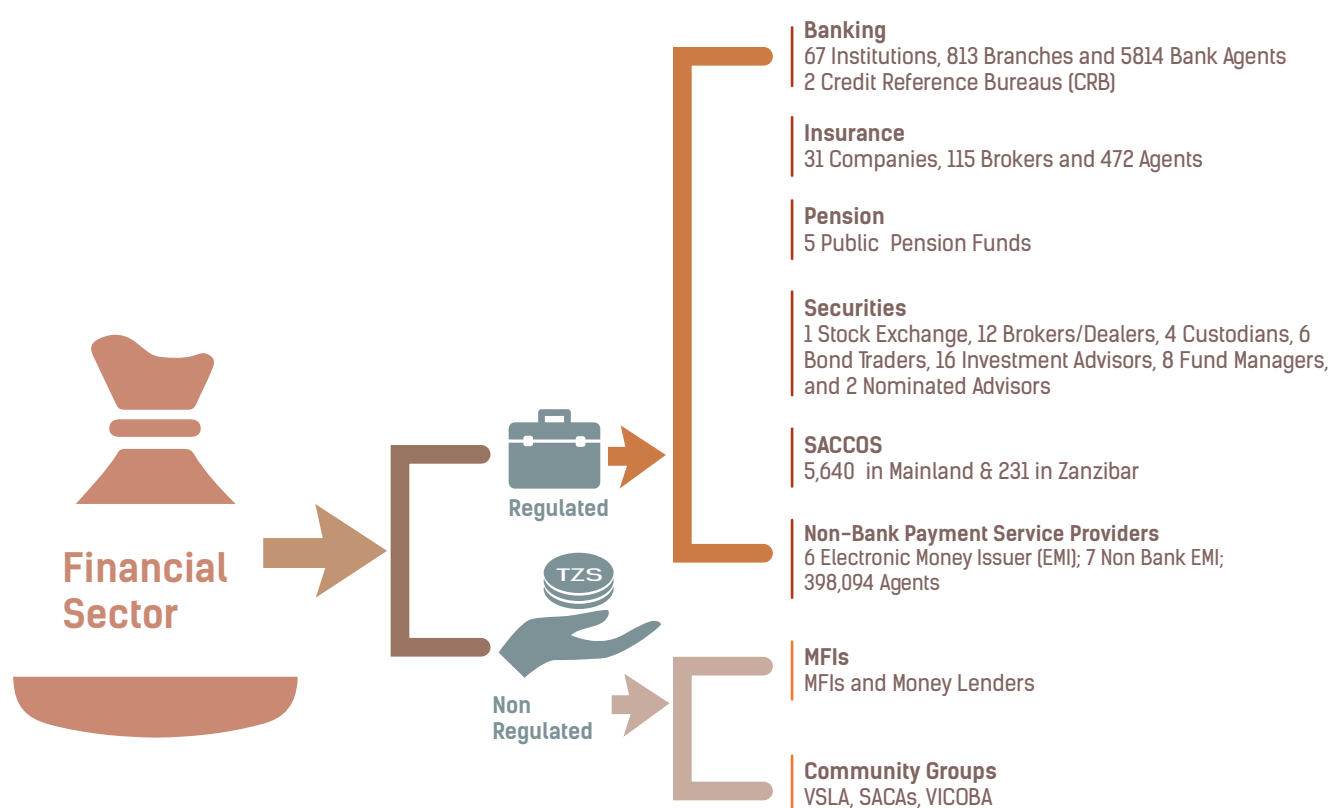 Financial
Sector
Regulated
TZS
Non
Regulated
Banking
67 Institutions, 813 Branches and 5814 Bank Agents
2 Credit Reference Bureaus (CRB)
Insurance
31 Companies, 115 Brokers and 472 Agents
Pension
5 Public Pension Funds
Securities
1 Stock Exchange, 12 Brokers/Dealers, 4 Custodians, 6
Bond Traders, 16 Investment Advisors, 8 Fund Managers,
and 2 Nominated Advisors
SACCOS
5,640 in Mainland & 231 in Zanzibar
Non-Bank Payment Service Providers
6 Electronic Money Issuer (EMI); 7 Non Bank EMI;
398,094 Agents
MFIs
MFIs and Money Lenders
Community Groups
VSLA, SACAs, VICOBA